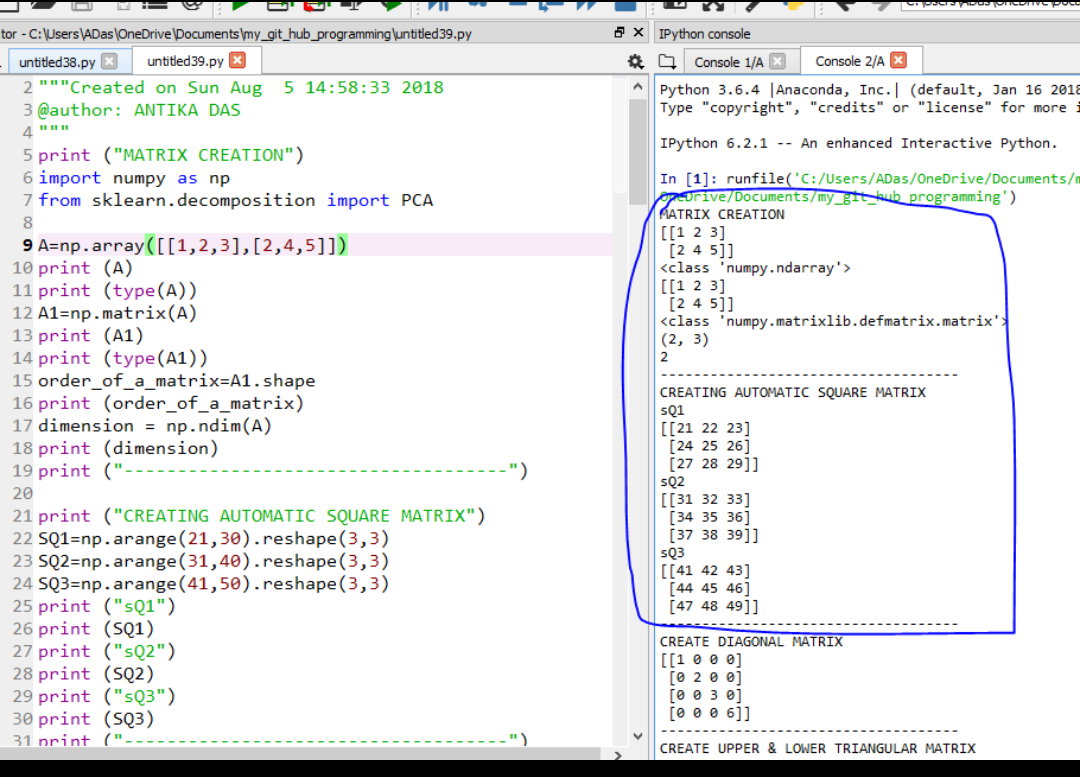 tor - C:\Users\ADas\OneDrive\Documents\my_git_hub_programming\untitled39.py
untitled38.py
untitled39.py
2 """Created on Sun Aug  5 14:58:33 2018
3 @author: ANTIKA DAS
4 """
5 print ("MATRIX CREATION")
6 import numpy as np
7 from sklearn.decomposition import PCA
8
9 A=np.array([[1,2,3],[2,4,5]])
10 print (A)
11 print (type(A))
12 A1=np.matrix(A)
13 print (A1)
14 print (type(A1))
15 order_of_a_matrix=A1.shape
16 print (order_of_a_matrix)
17 dimension = np.ndim(A)
18 print (dimension)
19 print ("------------------------------------")
20
21 print ("CREATING AUTOMATIC SQUARE MATRIX")
22 SQ1=np.arange(21,30).reshape(3,3)
23 SQ2=np.arange(31,40).reshape(3,3)
24 SQ3=np.arange(41,50).reshape(3,3)
25 print ("sQ1")
26 print (SQ1)
27 print ("sQ2")
28 print (SQ2)
29 print ("sQ3")
30 print (SQ3)
31 print ("------------------------------------")
IPython console
Console 1/A
Console 2/A
Python 3.6.4 |Anaconda, Inc.| (default, Jan 16 2018
Type "copyright", "credits" or "license" for more
IPython 6.2.1 -- An enhanced Interactive Python.
In [1]: runfile('C:/Users/ADas/OneDrive/Documents/
OneDrive/Documents/my_git_hub_programming')
MATRIX CREATION
[[1 2 3]
 [2 4 5]]
<class 'numpy.ndarray'>
[[1 2 3]
 [2 4 5]]
<class 'numpy.matrixlib.defmatrix.matrix'>
(2, 3)
2
------------------------------------
CREATING AUTOMATIC SQUARE MATRIX
sQ1
[[21 22 23]
 [24 25 26]
 [27 28 29]]
sQ2
[[31 32 33]
 [34 35 36]
 [37 38 39]]
sQ3
[[41 42 43]
 [44 45 46]
 [47 48 49]]
------------------------------------
CREATE DIAGONAL MATRIX
[[1 0 0 0]
 [0 2 0 0]
 [0 0 3 0]
 [0 0 0 6]]
------------------------------------
CREATE UPPER & LOWER TRIANGULAR MATRIX